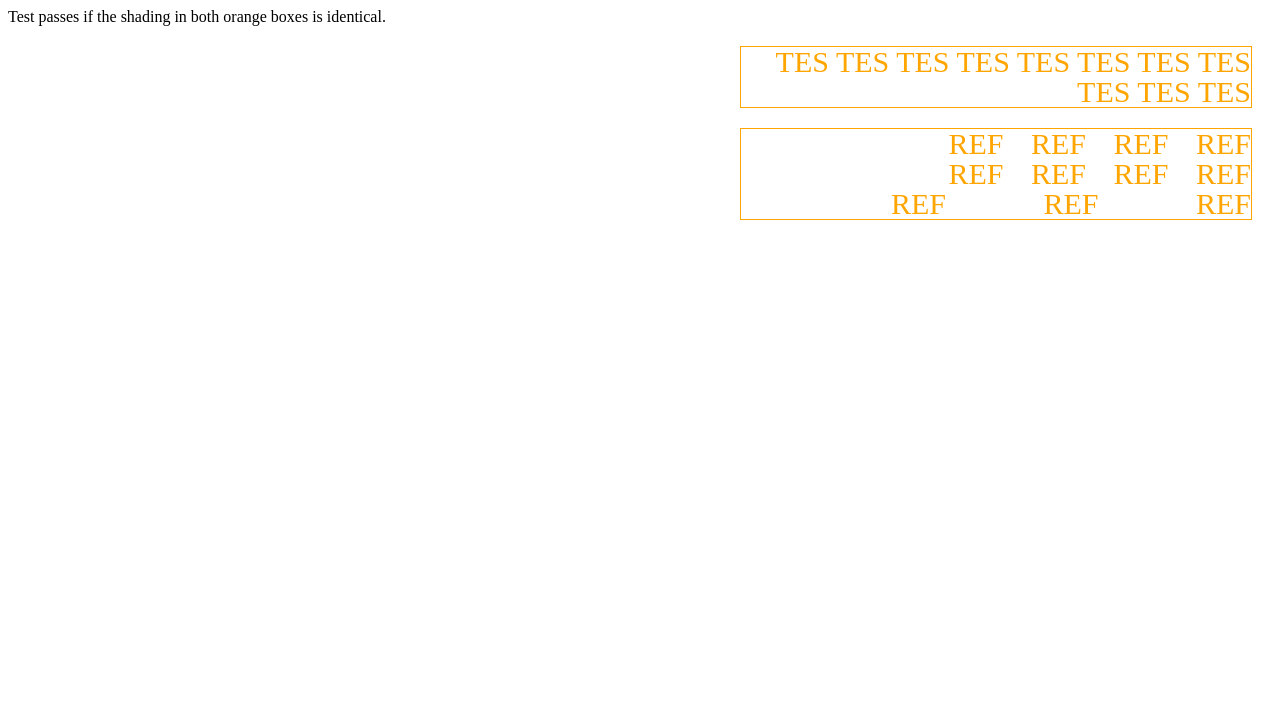 Test passes if the shading in both orange boxes is identical.
TES TES TES TES TES TES TES TES
TES TES TES
REF REF REF REF
REF REF REF REF
REF REF REF